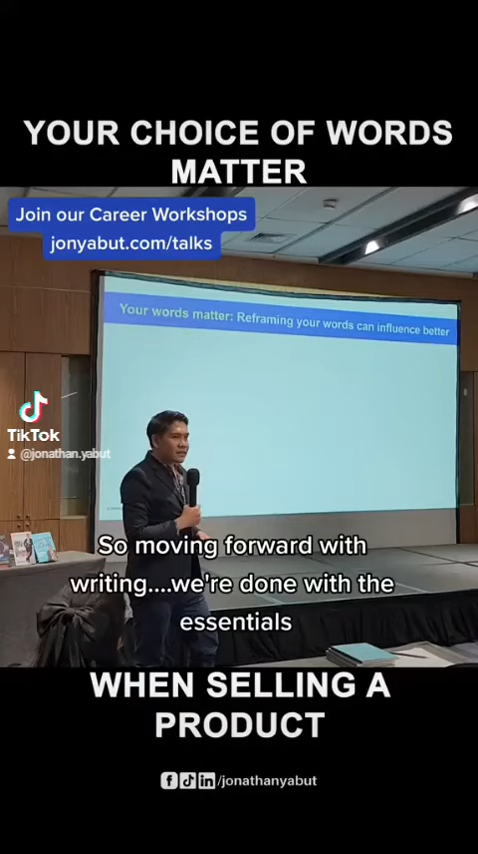 YOUR CHOICE OF WORDS
MATTER
Join our Career Workshops
jonyabut.com/talks
Your words matter: Reframing your words can influence better
TikTok
@jonathan.yabut
So moving forward with
writing....we're done with the
essentials
WHEN SELLING A
PRODUCT
/jonathanyabut